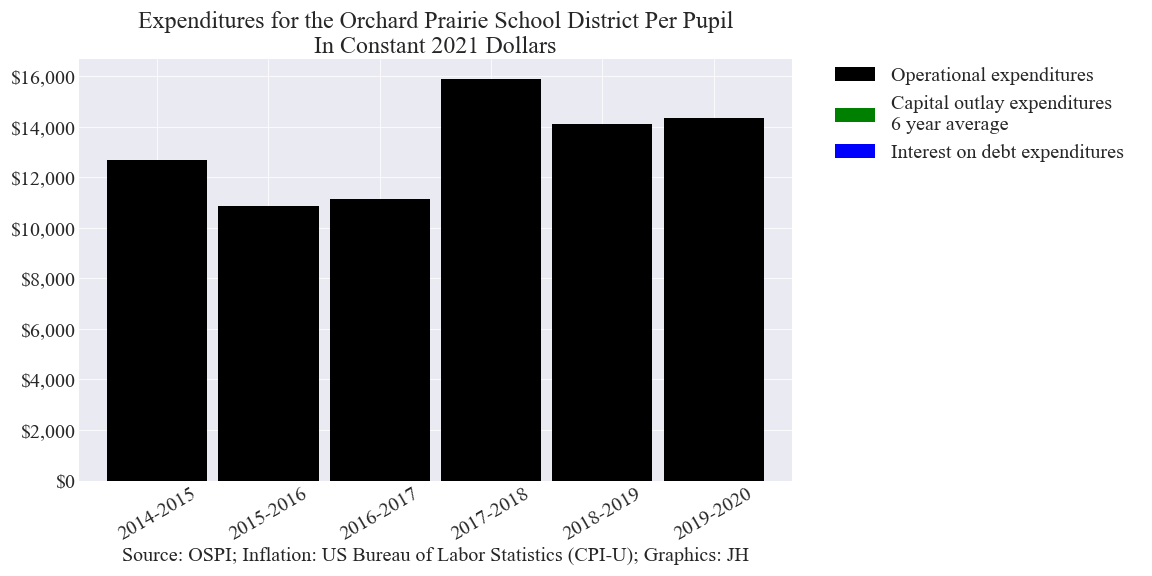 Expenditures for the Orchard Prairie School District Per Pupil
In Constant 2021 Dollars
$16,000
$14,000
$12,000
$10,000
$8,000
$6,000
$4,000
$2,000
$0
2014-2015
2015-2016
2016-2017
2017-2018
2018-2019
2019-2020
Source: OSPI; Inflation: US Bureau of Labor Statistics (CPI-U); Graphics: JH
Operational expenditures
Capital outlay expenditures
6 year average
Interest on debt expenditures